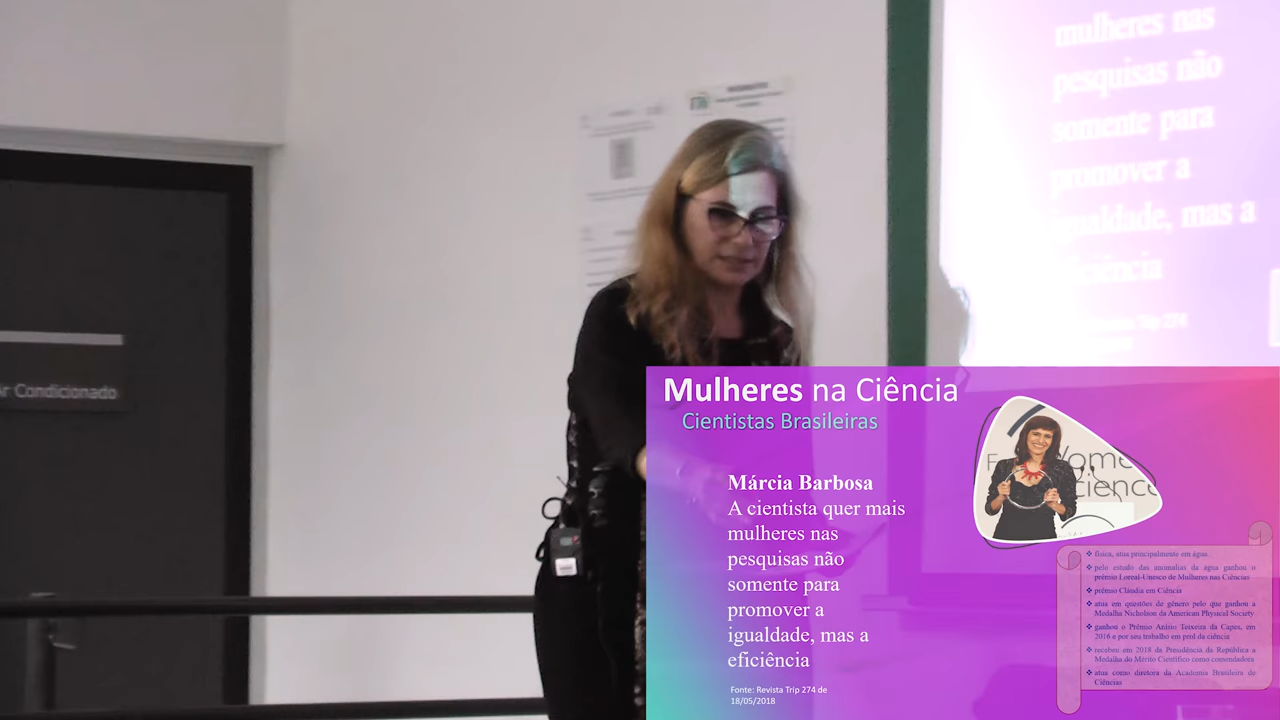 mulheres nas
pesquisas não
somente para
promover a
igualdade, mas a
eficiência
Trip 274
r Condicionado
Mulheres na Ciência
Cientistas Brasileiras
Márcia Barbosa
A cientista quer mais
mulheres nas
pesquisas não
somente para
promover a
igualdade, mas a
eficiência
Fonte: Revista Trip 274 de
18/05/2018
❖ física, atua principalmente em água.
❖ pelo estudo das anomalias da água ganhou o
prêmio Loreal-Unesco de Mulheres nas Ciências
❖ prêmio Cláudia em Ciência
❖ atua em questões de gênero pelo que ganhou a
Medalha Nicholson da American Physical Society
❖ ganhou o Prêmio Anísio Teixeira da Capes, em
2016 e por seu trabalho em prol da ciência
❖ recebeu em 2018 da Presidência da República a
Medalha do Mérito Científico como comendadora
❖ atua como diretora da Academia Brasileira de
Ciências